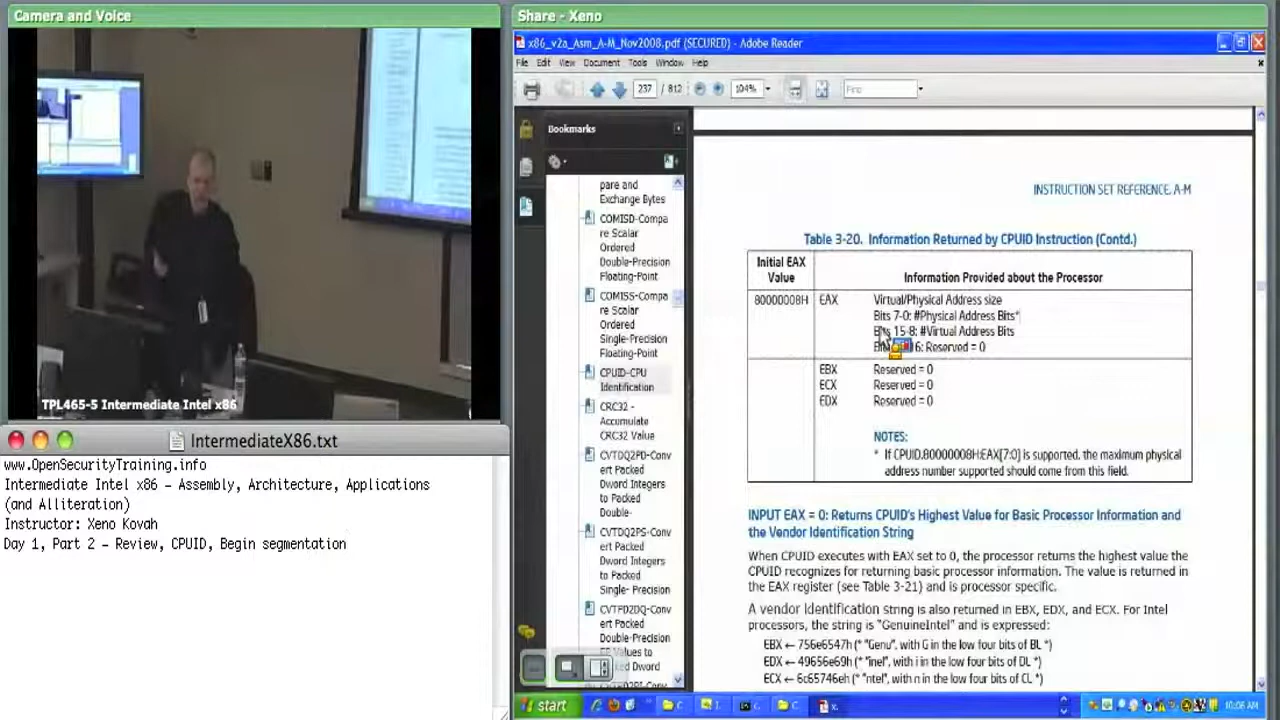 Camera and Voice
TPL465-5 Intermediate Intel x86
IntermediateX86.txt
www.OpenSecurityTraining.info
Intermediate Intel x86 - Assembly, Architecture, Applications
(and Alliteration)
Instructor: Xeno Kovah
Day 1, Part 2 - Review, CPUID, Begin segmentation
Share - Xeno
x86_v2a_Asm_A-M_Nov2008.pdf (SECURED) - Adobe Reader
File Edit View Document Tools Window Help
237 / 812 104% Find
Bookmarks
pare and
Exchange Bytes
COMISD-Compa
re Scalar
Ordered
Double-Precision
Floating-Point
COMISS-Compa
re Scalar
Ordered
Single-Precision
Floating-Point
CPUID-CPU
Identification
CRC32 -
Accumulate
CRC32 Value
CVTDQ2PD-Conv
ert Packed
Dword Integers
to Packed
Double-
CVTDQ2PS-Conv
ert Packed
Dword Integers
to Packed
Single- Precision
CVTPD2DQ-Conv
ert Packed
Double-Precision
Values to
Dword
INSTRUCTION SET REFERENCE, A-M
Table 3-20. Information Returned by CPUID Instruction (Contd.)
Initial EAX
Value
Information Provided about the Processor
80000008H EAX Virtual/Physical Address size
Bits 7-0: #Physical Address Bits*
Bits 15-8: #Virtual Address Bits
6: Reserved = 0
EBX Reserved = 0
ECX Reserved = 0
EDX Reserved = 0
NOTES:
* If CPUID.80000008H:EAX[7:0] is supported, the maximum physical
address number supported should come from this field.
INPUT EAX = 0: Returns CPUID's Highest Value for Basic Processor Information and
the Vendor Identification String
When CPUID executes with EAX set to 0, the processor returns the highest value the
CPUID recognizes for returning basic processor information. The value is returned in
the EAX register (see Table 3-21) and is processor specific.
A vendor identification string is also returned in EBX, EDX, and ECX. For Intel
processors, the string is "GenuineIntel" and is expressed:
EBX ← 756e6547h (* "Genu", with G in the low four bits of BL *)
EDX ← 49656e69h (* "ineI", with i in the low four bits of DL *)
ECX ← 6c65746eh (* "ntel", with n in the low four bits of CL *)
start
10:06 AM